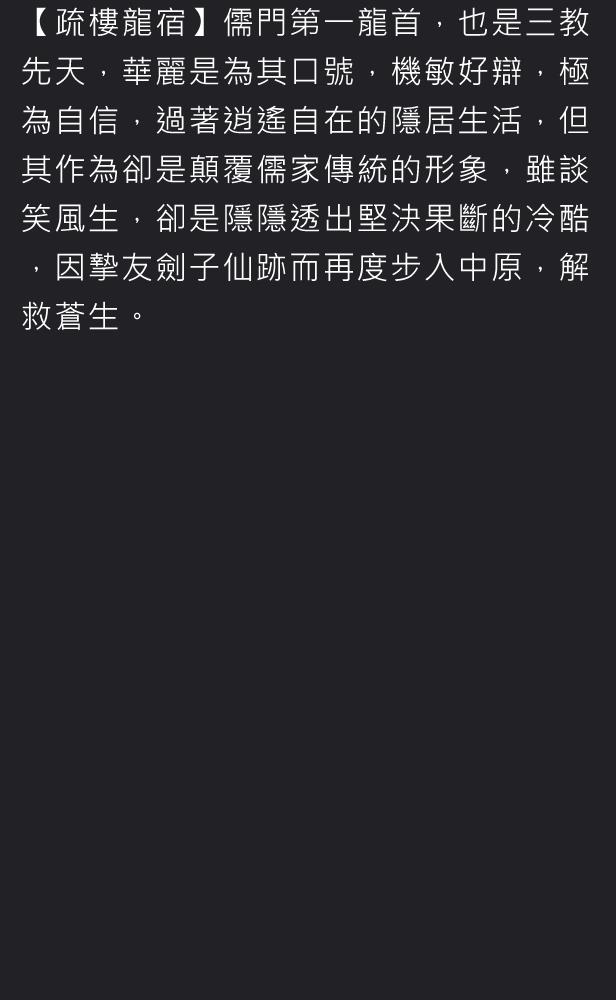 【疏樓龍宿】儒門第一龍首，也是三教
先天，華麗是為其口號，機敏好辯，極
為自信，過著逍遙自在的隱居生活，但
其作為卻是顛覆儒家傳統的形象，雖談
笑風生，卻是隱隱透出堅決果斷的冷酷
，因摯友劍子仙跡而再度步入中原，解
救蒼生。